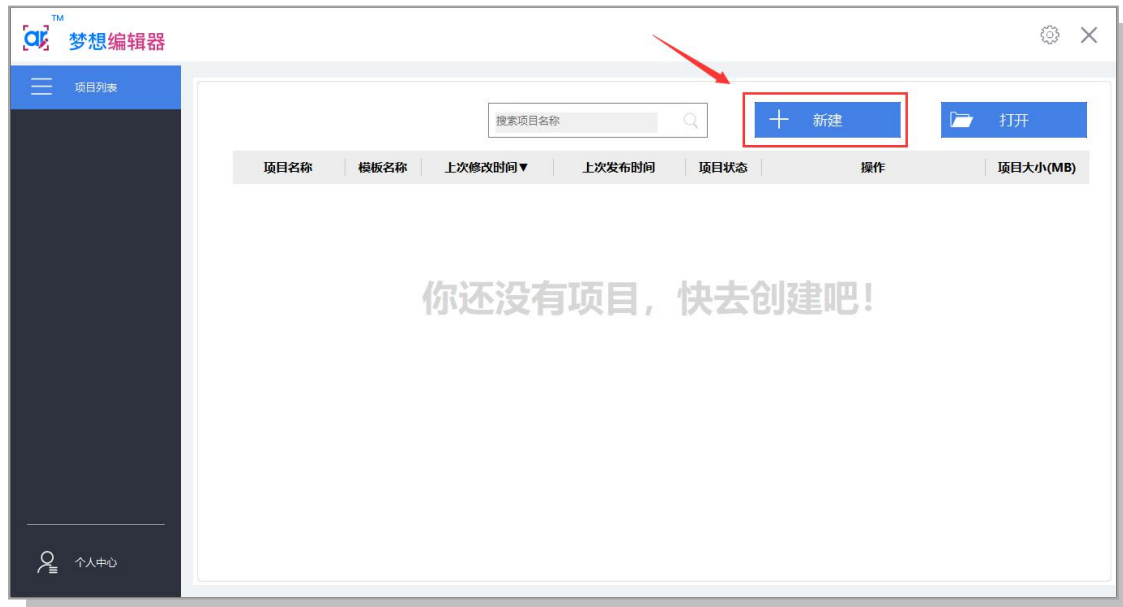 ar TM
梦想编辑器
项目列表
搜索项目名称
新建
打开
项目名称 模板名称 上次修改时间▼ 上次发布时间 项目状态 操作 项目大小(MB)
你还没有项目，快去创建吧！
个人中心